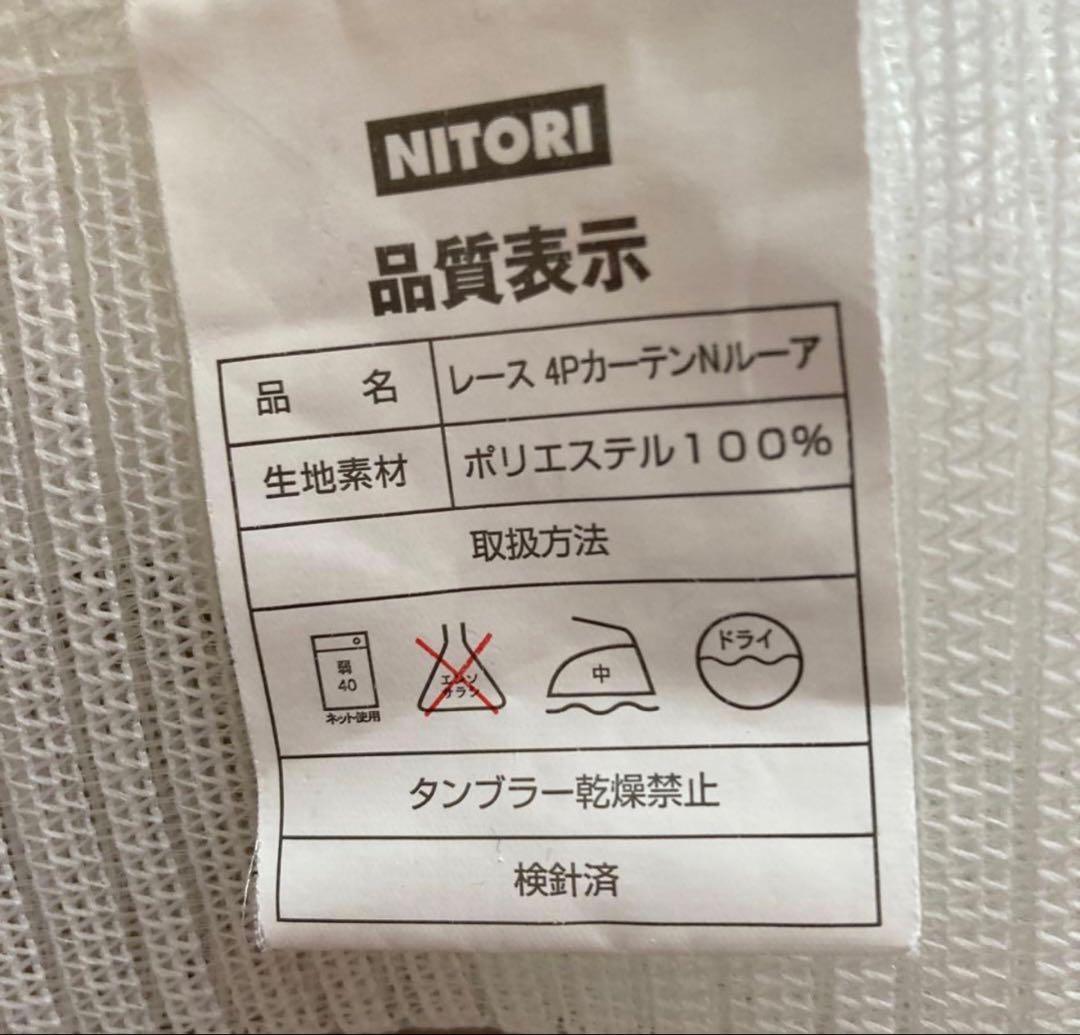 NITORI
品質表示
品 名 レース 4PカーテンNルーア
生地素材 ポリエステル100%
取扱方法
弱
40
ネット使用
エンソ
サラシ
中
ドライ
タンブラー乾燥禁止
検針済